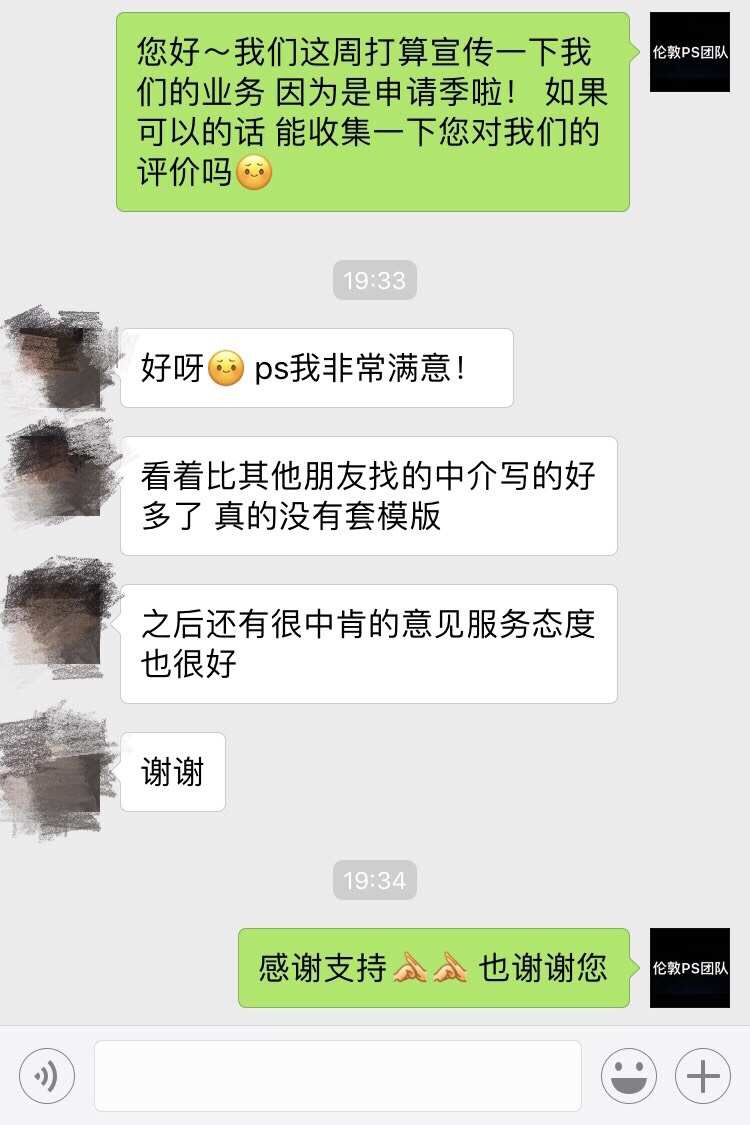 您好～我们这周打算宣传一下我
们的业务 因为是申请季啦！ 如果
可以的话 能收集一下您对我们的
评价吗
伦敦PS团队
19:33
好呀 ps我非常满意！
看着比其他朋友找的中介写的好
多了 真的没有套模版
之后还有很中肯的意见服务态度
也很好
谢谢
19:34
感谢支持 也谢谢您
伦敦PS团队